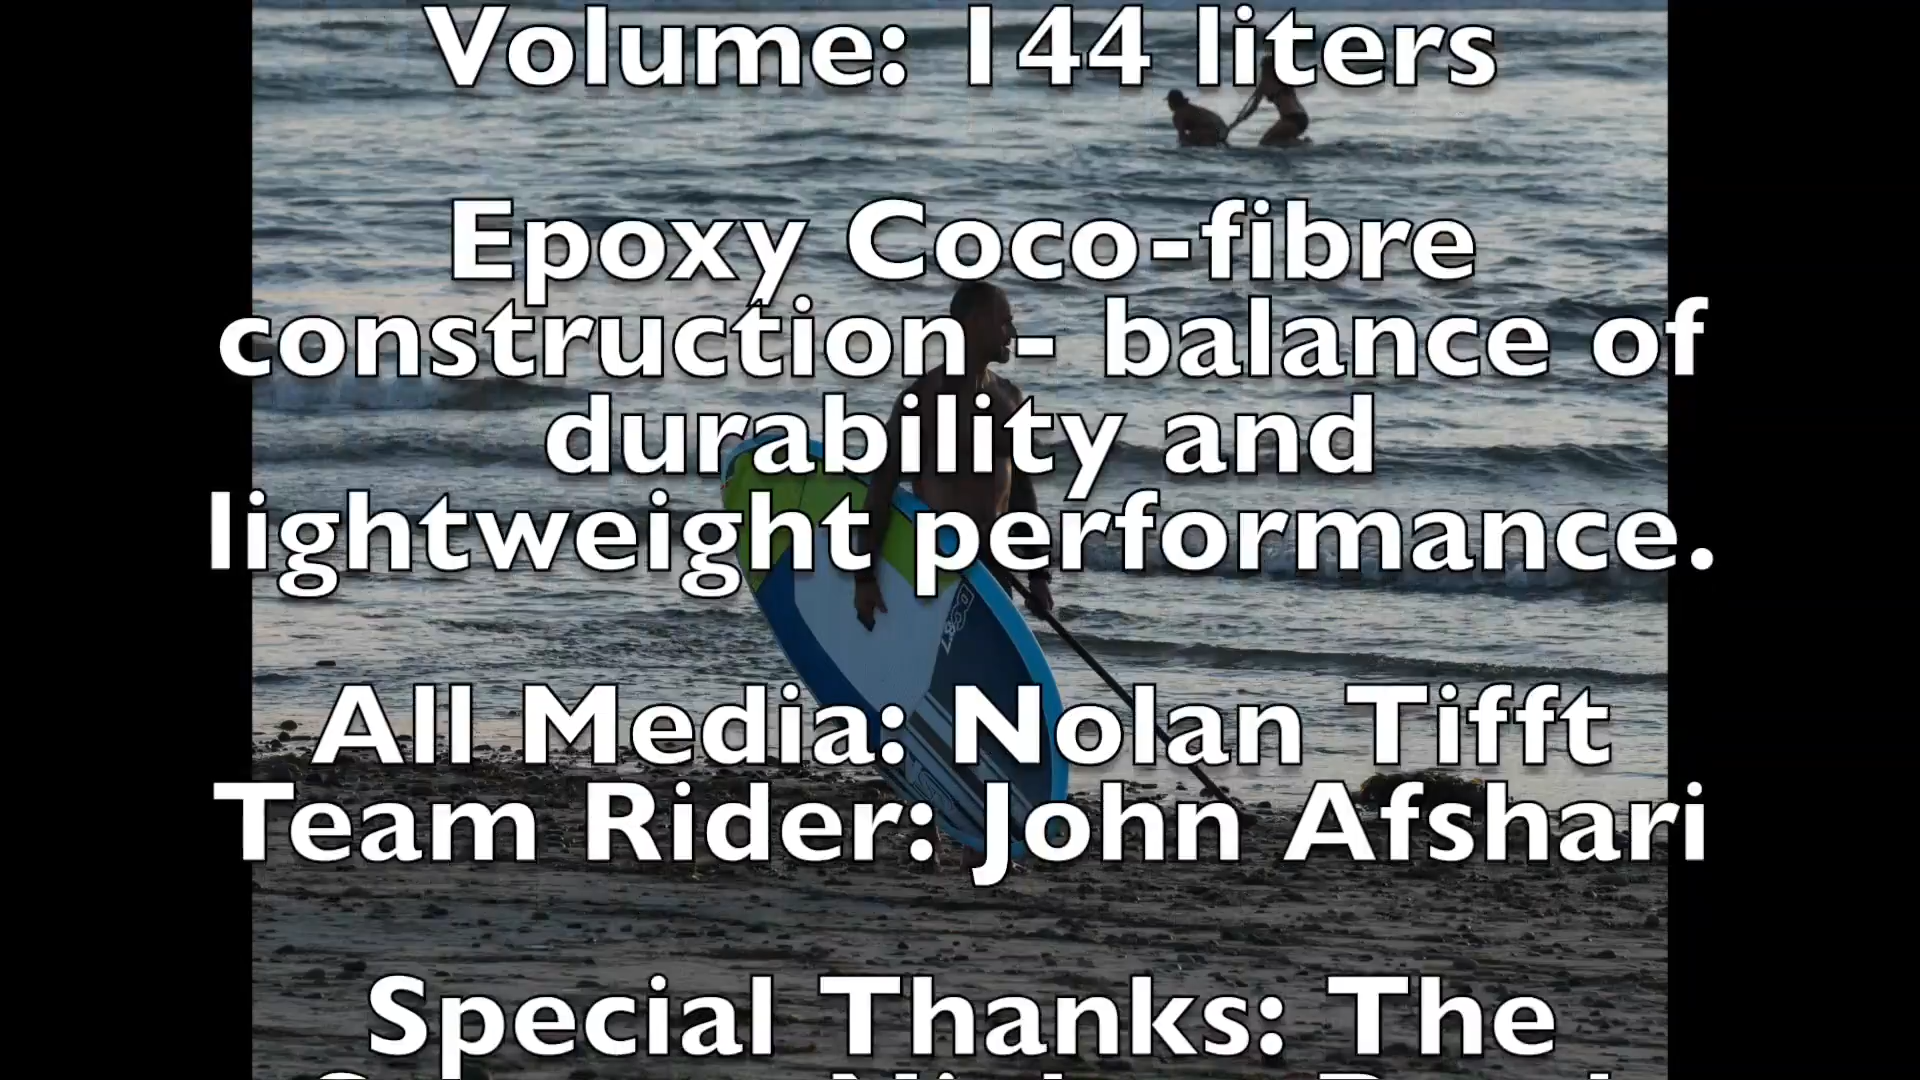 Volume: 144 liters
Epoxy Coco-fibre
construction - balance of
durability and
lightweight performance.
All Media: Nolan Tifft
Team Rider: John Afshari
Special Thanks: The